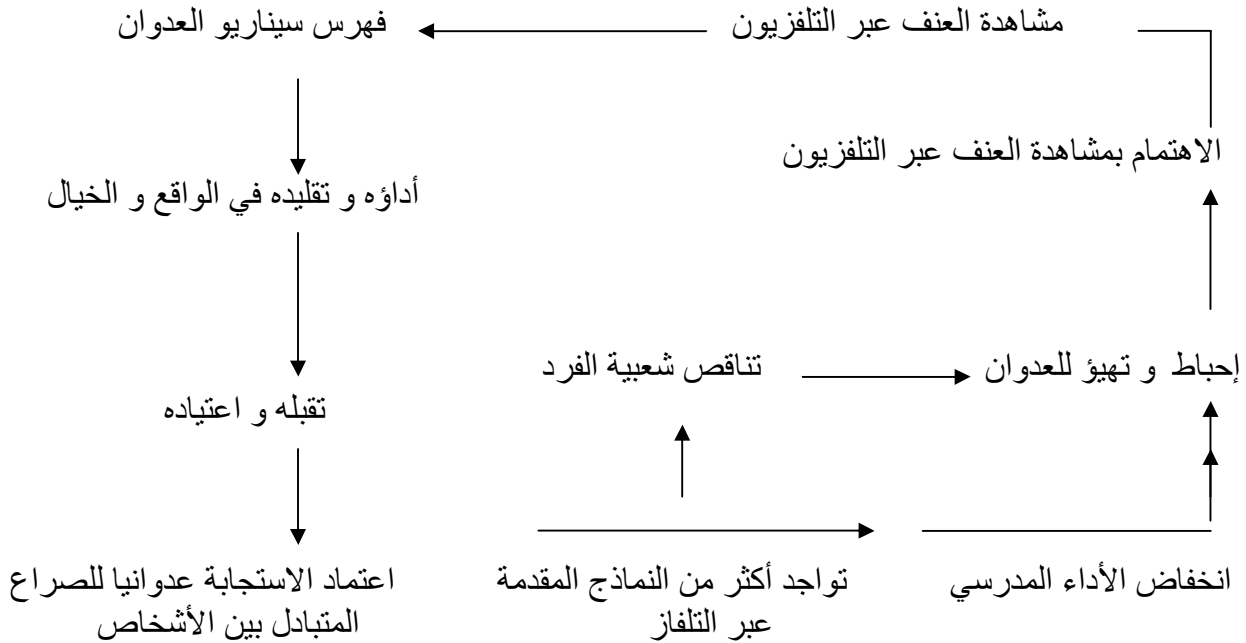 مشاهدة العنف عبر التلفزيون
فهرس سيناريو العدوان
الاهتمام بمشاهدة العنف عبر التلفزيون
أداؤه و تقليده في الواقع و الخيال
إحباط و تهيؤ للعدوان
تناقص شعبية الفرد
تقبله و اعتياده
انخفاض الأداء المدرسي
تواجد أكثر من النماذج المقدمة
عبر التلفاز
اعتماد الاستجابة عدوانيا للصراع
المتبادل بين الأشخاص